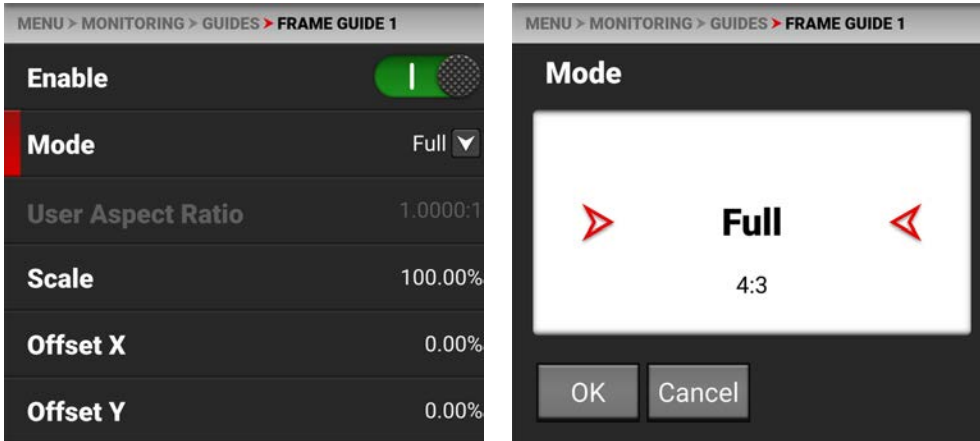 MENU > MONITORING > GUIDES > FRAME GUIDE 1
Enable
Mode Full
User Aspect Ratio 1.0000:1
Scale 100.00%
Offset X 0.00%
Offset Y 0.00%
MENU > MONITORING > GUIDES > FRAME GUIDE 1
Mode
Full
4:3
OK Cancel